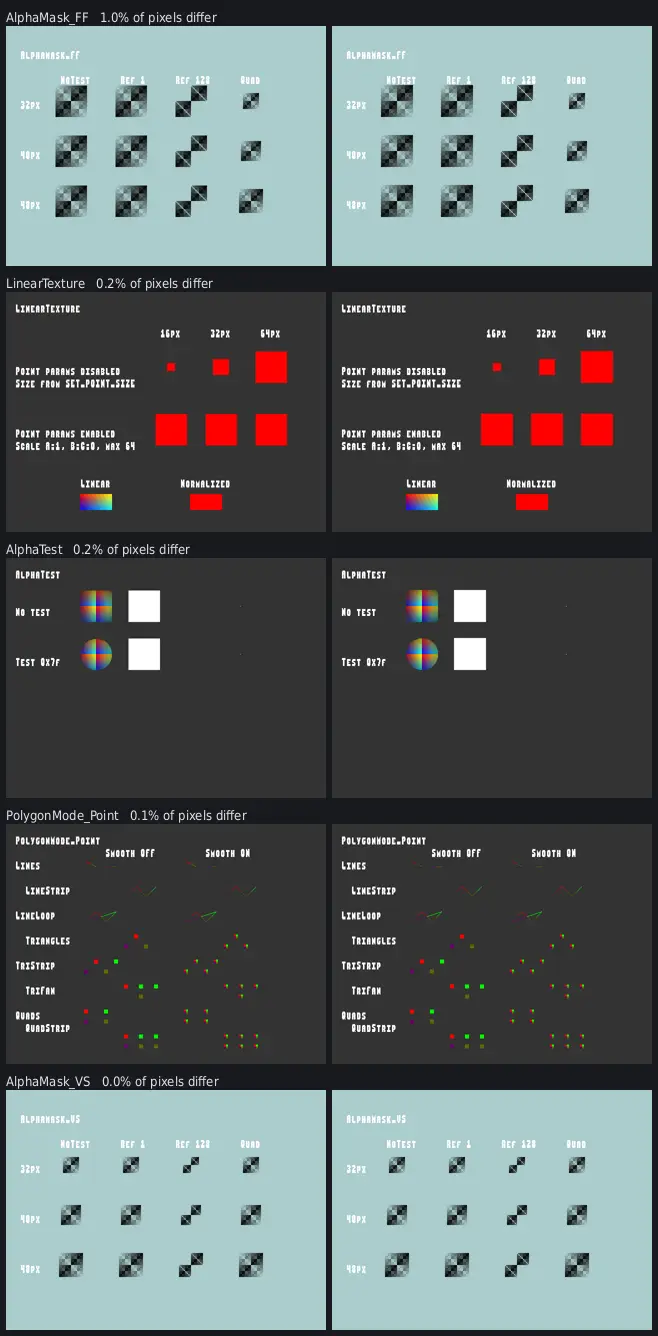 AlphaMask_FF 1.0% of pixels differ
AlphaMask_FF AlphaMask_FF
NoTest Ref 1 Ref 128 Quad NoTest Ref 1 Ref 128 Quad
32px 32px
40px 40px
48px 48px
LinearTexture 0.2% of pixels differ
LinearTexture LinearTexture
16px 32px 64px 16px 32px 64px
Point params disabled Point params disabled
Size from SET_POINT_SIZE Size from SET_POINT_SIZE
Point params enabled Point params enabled
Scale A:1, B:C:0, max 64 Scale A:1, B:C:0, max 64
Linear Normalized Linear Normalized
AlphaTest 0.2% of pixels differ
AlphaTest AlphaTest
No test No test
Test 0x7f Test 0x7f
PolygonMode_Point 0.1% of pixels differ
PolygonMode_Point PolygonMode_Point
Smooth Off Smooth On Smooth Off Smooth On
Lines Lines
LineStrip LineStrip
LineLoop LineLoop
Triangles Triangles
TriStrip TriStrip
TriFan TriFan
Quads Quads
QuadStrip QuadStrip
AlphaMask_VS 0.0% of pixels differ
AlphaMask_VS AlphaMask_VS
NoTest Ref 1 Ref 128 Quad NoTest Ref 1 Ref 128 Quad
32px 32px
40px 40px
48px 48px